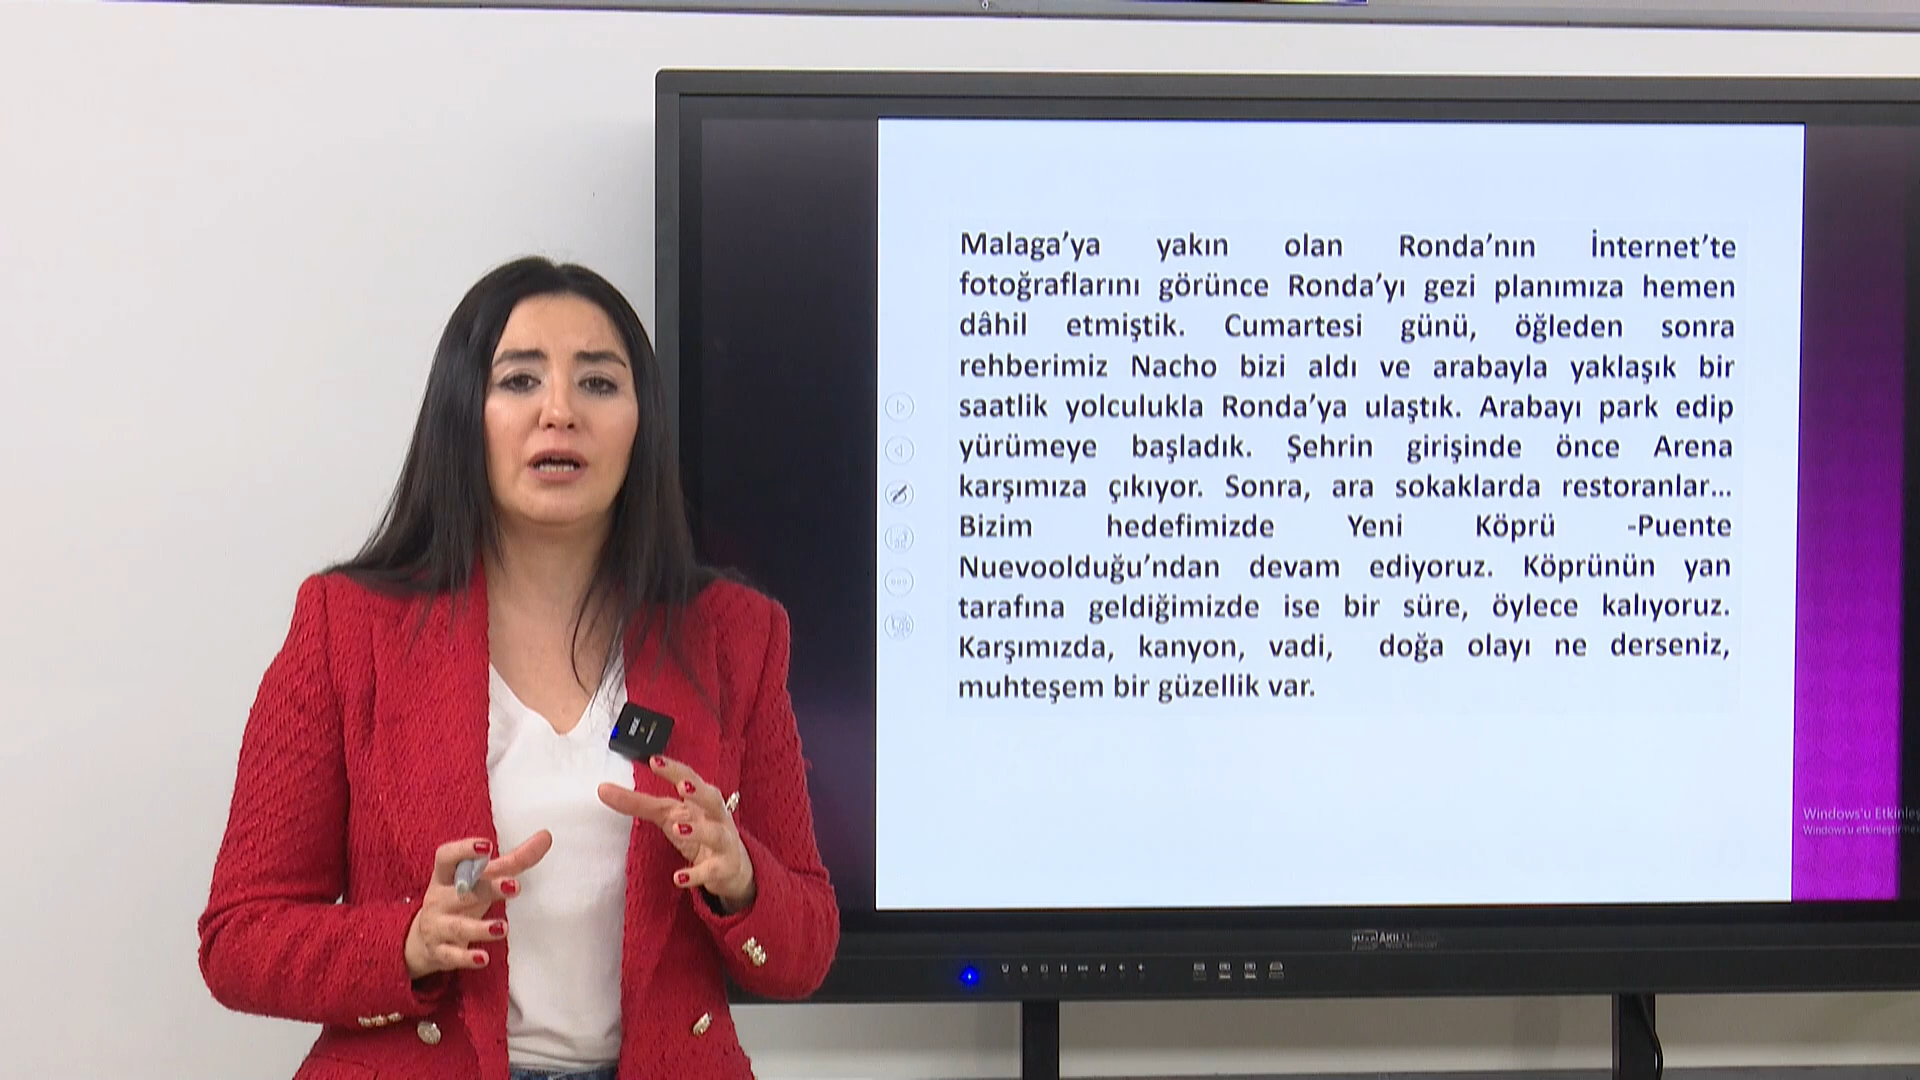 Malaga’ya yakın olan Ronda’nın İnternet’te
fotoğraflarını görünce Ronda’yı gezi planımıza hemen
dâhil etmiştik. Cumartesi günü, öğleden sonra
rehberimiz Nacho bizi aldı ve arabayla yaklaşık bir
saatlik yolculukla Ronda’ya ulaştık. Arabayı park edip
yürümeye başladık. Şehrin girişinde önce Arena
karşımıza çıkıyor. Sonra, ara sokaklarda restoranlar...
Bizim hedefimizde Yeni Köprü -Puente
Nuevoolduğu’ndan devam ediyoruz. Köprünün yan
tarafına geldiğimizde ise bir süre, öylece kalıyoruz.
Karşımızda, kanyon, vadi, doğa olayı ne derseniz,
muhteşem bir güzellik var.
Windows'u